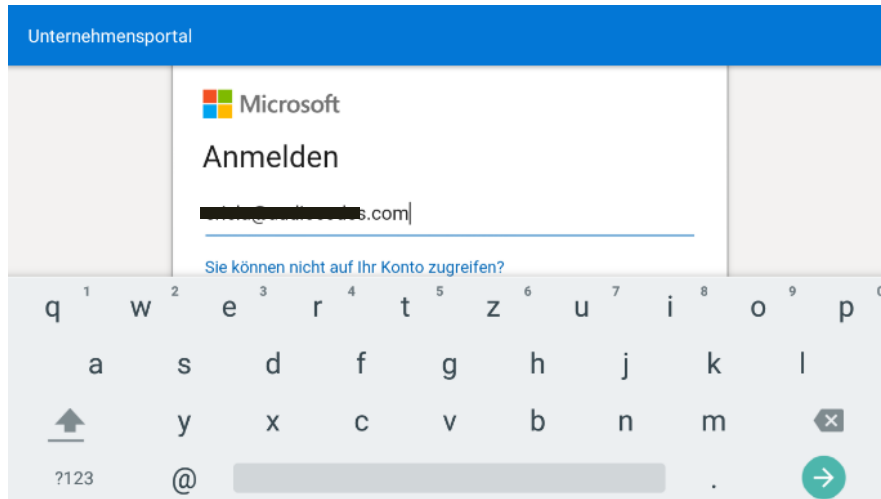 Unternehmensportal
Microsoft
Anmelden
s.com
Sie können nicht auf Ihr Konto zugreifen?
q 1 w 2 e 3 r 4 t 5 z 6 u 7 i 8 o 9 p 0
a s d f g h j k l
y x c v b n m
?123 @ .